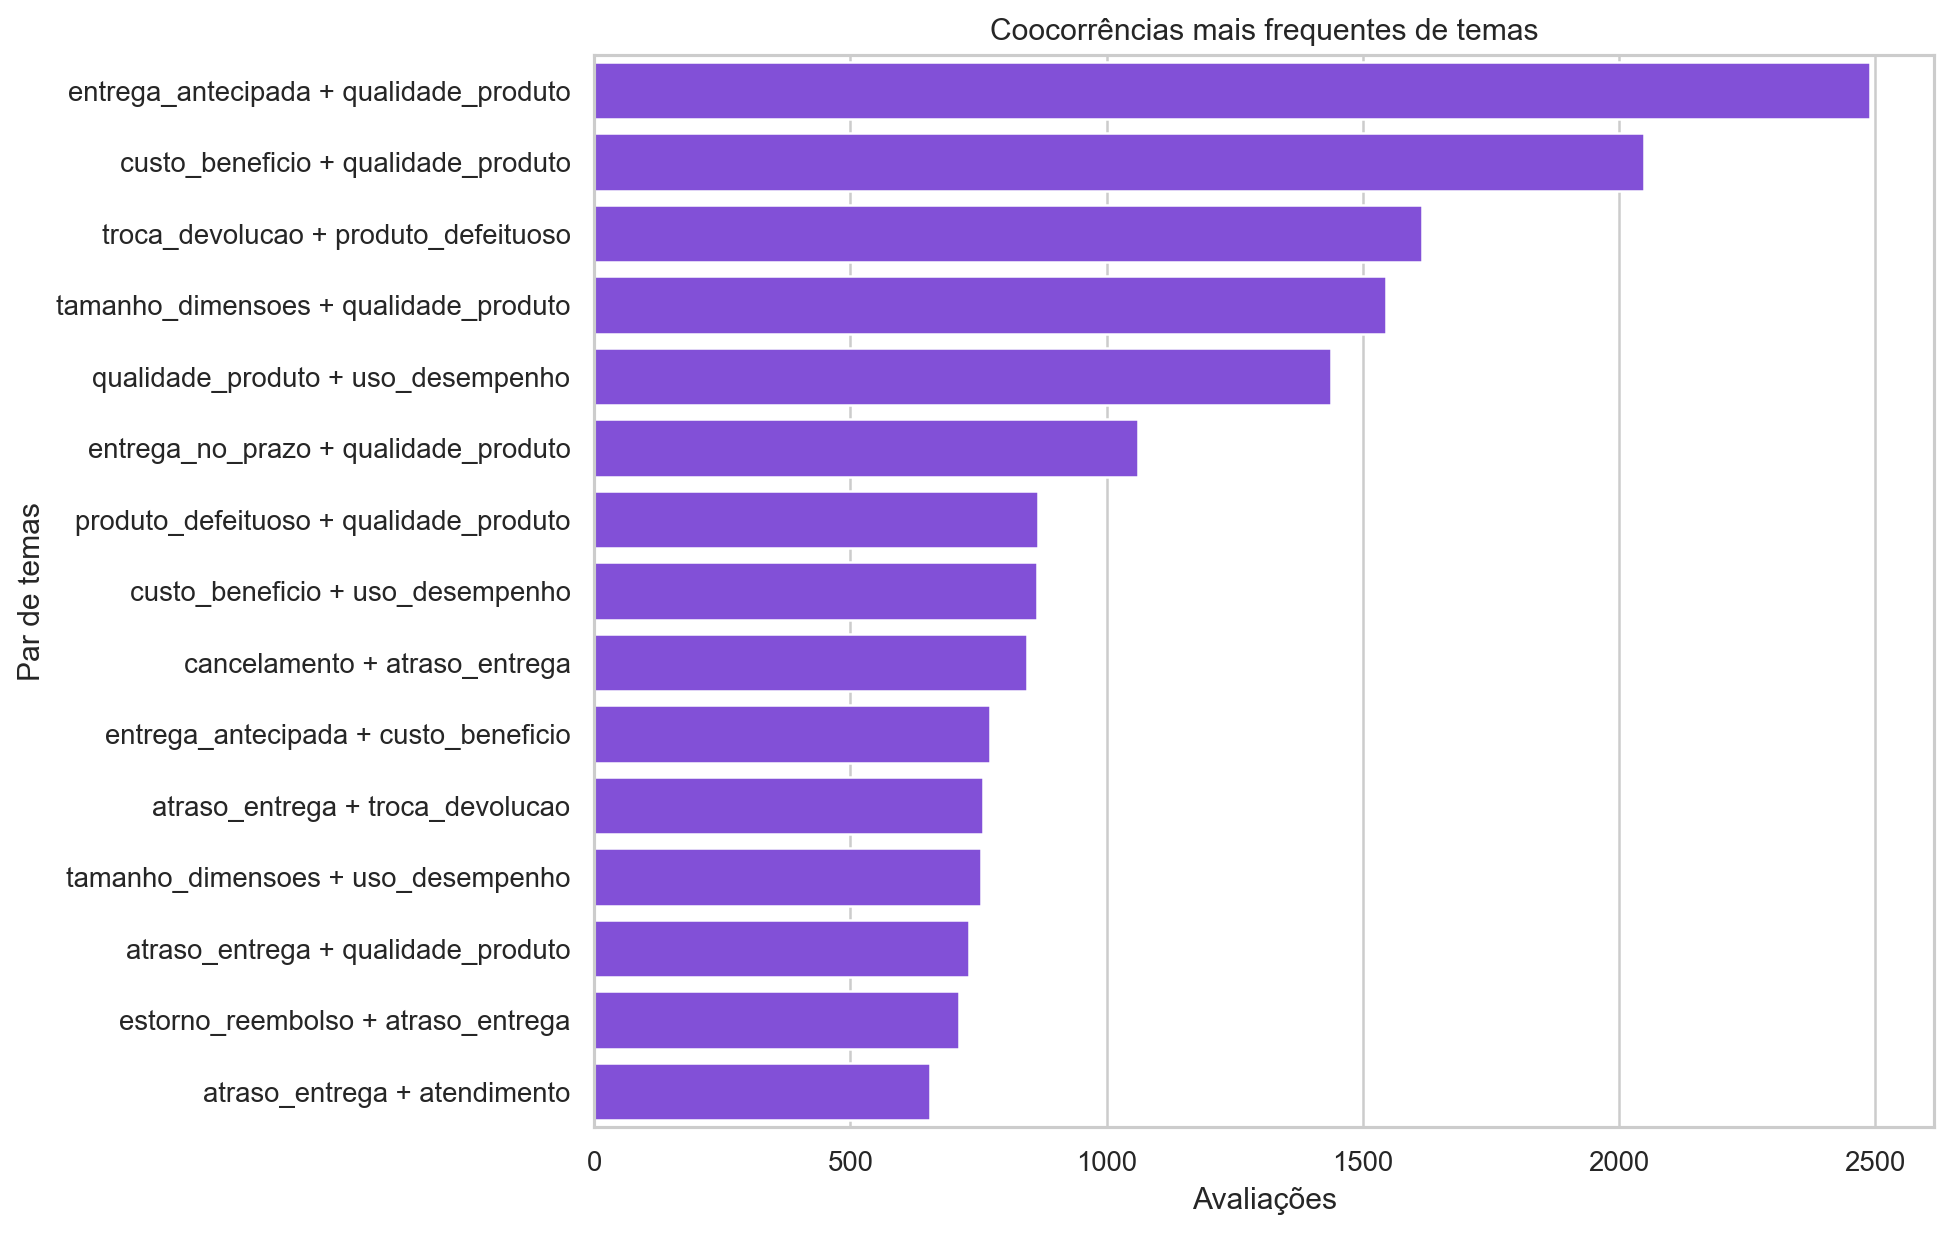 Coocorrências mais frequentes de temas
entrega_antecipada + qualidade_produto
custo_beneficio + qualidade_produto
troca_devolucao + produto_defeituoso
tamanho_dimensoes + qualidade_produto
qualidade_produto + uso_desempenho
entrega_no_prazo + qualidade_produto
produto_defeituoso + qualidade_produto
custo_beneficio + uso_desempenho
cancelamento + atraso_entrega
entrega_antecipada + custo_beneficio
atraso_entrega + troca_devolucao
tamanho_dimensoes + uso_desempenho
atraso_entrega + qualidade_produto
estorno_reembolso + atraso_entrega
atraso_entrega + atendimento
Par de temas
0 500 1000 1500 2000 2500
Avaliações